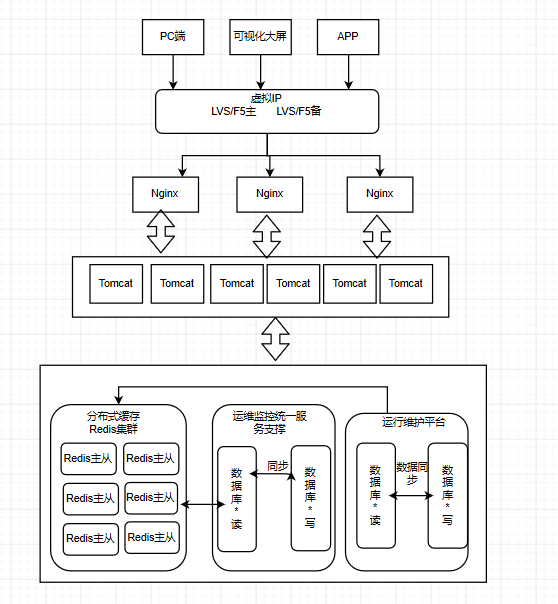 PC端
可视化大屏
APP
虚拟IP
LVS/F5主 LVS/F5备
Nginx
Nginx
Nginx
Tomcat
Tomcat
Tomcat
Tomcat
Tomcat
Tomcat
分布式缓存
Redis集群
Redis主从
Redis主从
Redis主从
Redis主从
Redis主从
Redis主从
运维监控统一服
务支撑
数
据
库
*
读
同步
数
据
库
*
写
运行维护平台
数
据
库
*
读
数据同
步
数
据
库
*
写